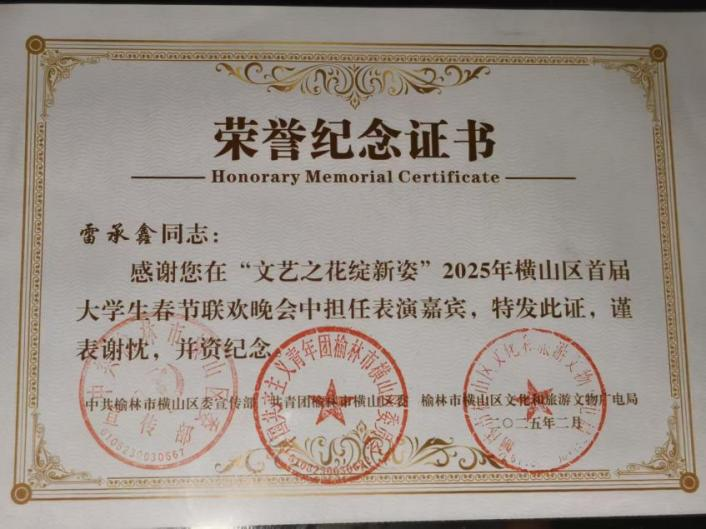 荣誉纪念证书
Honorary Memorial Certificate
雷承鑫同志：
感谢您在“文艺之花绽新姿”2025年横山区首届
大学生春节联欢晚会中担任表演嘉宾，特发此证，谨
表谢忱，并资纪念。
中共榆林市横山区委宣传部 共青团榆林市横山区委 榆林市横山区文化和旅游文物广电局
二〇二五年二月